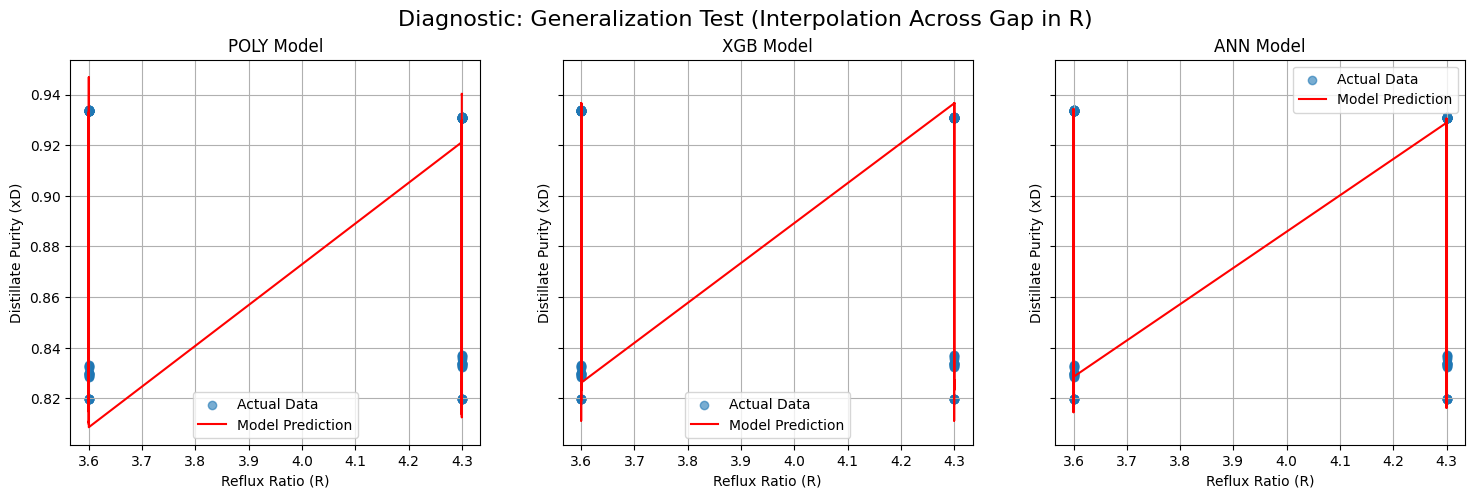 Diagnostic: Generalization Test (Interpolation Across Gap in R)
POLY Model
Distillate Purity (xD)
0.94
0.92
0.90
0.88
0.86
0.84
0.82
Actual Data
Model Prediction
3.6 3.7 3.8 3.9 4.0 4.1 4.2 4.3
Reflux Ratio (R)
XGB Model
Distillate Purity (xD)
Actual Data
Model Prediction
3.6 3.7 3.8 3.9 4.0 4.1 4.2 4.3
Reflux Ratio (R)
ANN Model
Distillate Purity (xD)
Actual Data
Model Prediction
3.6 3.7 3.8 3.9 4.0 4.1 4.2 4.3
Reflux Ratio (R)